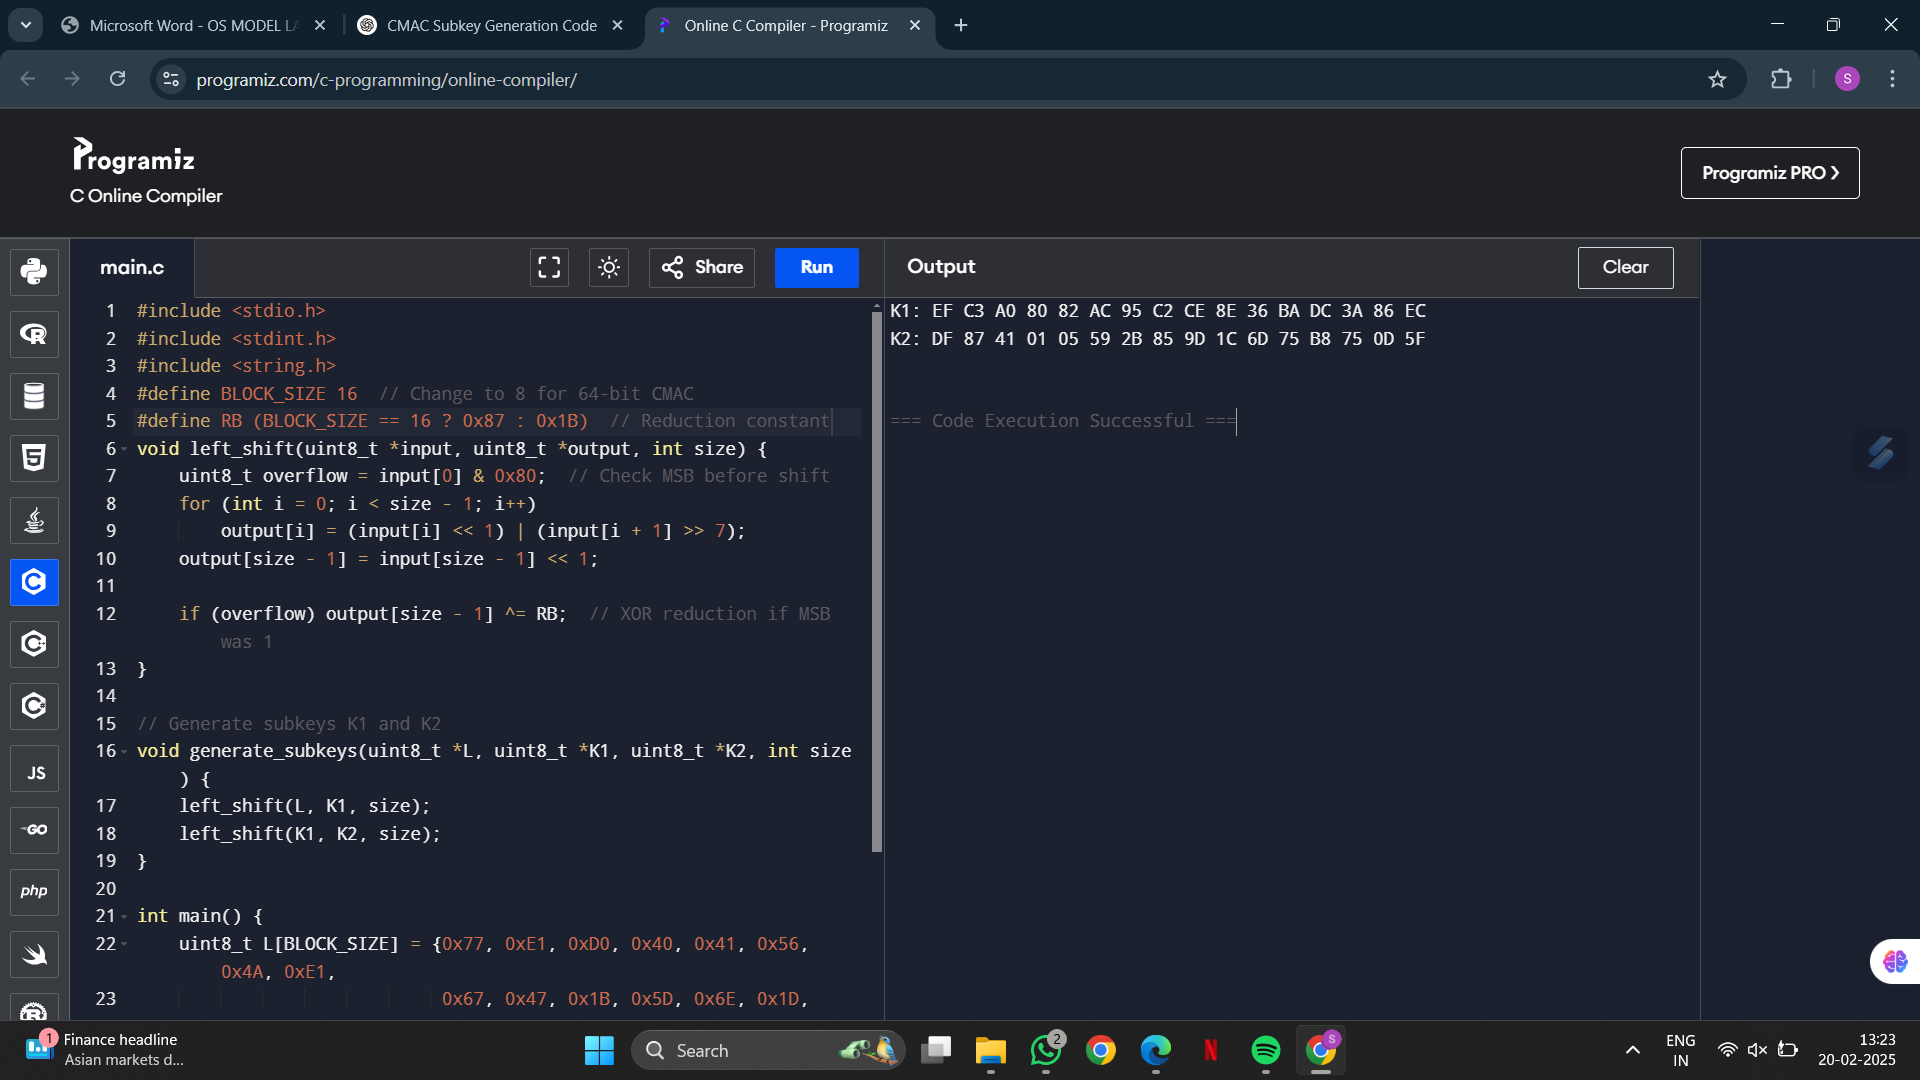 Microsoft Word - OS MODEL LA
CMAC Subkey Generation Code
Online C Compiler - Programiz
programiz.com/c-programming/online-compiler/
S
Programiz
C Online Compiler
Programiz PRO ❯
main.c
Share
Run
Output
Clear
1 #include <stdio.h>
2 #include <stdint.h>
3 #include <string.h>
4 #define BLOCK_SIZE 16  // Change to 8 for 64-bit CMAC
5 #define RB (BLOCK_SIZE == 16 ? 0x87 : 0x1B)  // Reduction constant
6 void left_shift(uint8_t *input, uint8_t *output, int size) {
7     uint8_t overflow = input[0] & 0x80;  // Check MSB before shift
8     for (int i = 0; i < size - 1; i++)
9         output[i] = (input[i] << 1) | (input[i + 1] >> 7);
10     output[size - 1] = input[size - 1] << 1;
11
12     if (overflow) output[size - 1] ^= RB;  // XOR reduction if MSB
was 1
13 }
14
15 // Generate subkeys K1 and K2
16 void generate_subkeys(uint8_t *L, uint8_t *K1, uint8_t *K2, int size
) {
17     left_shift(L, K1, size);
18     left_shift(K1, K2, size);
19 }
20
21 int main() {
22     uint8_t L[BLOCK_SIZE] = {0x77, 0xE1, 0xD0, 0x40, 0x41, 0x56,
0x4A, 0xE1,
23                              0x67, 0x47, 0x1B, 0x5D, 0x6E, 0x1D,
K1: EF C3 A0 80 82 AC 95 C2 CE 8E 36 BA DC 3A 86 EC
K2: DF 87 41 01 05 59 2B 85 9D 1C 6D 75 B8 75 0D 5F
=== Code Execution Successful ===
JS
GO
php
1
Finance headline
Asian markets d...
Search
2
N
S
ENG
IN
13:23
20-02-2025